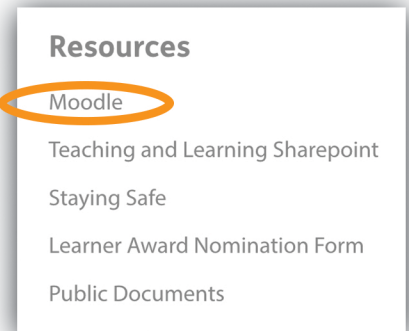 Resources
Moodle
Teaching and Learning Sharepoint
Staying Safe
Learner Award Nomination Form
Public Documents